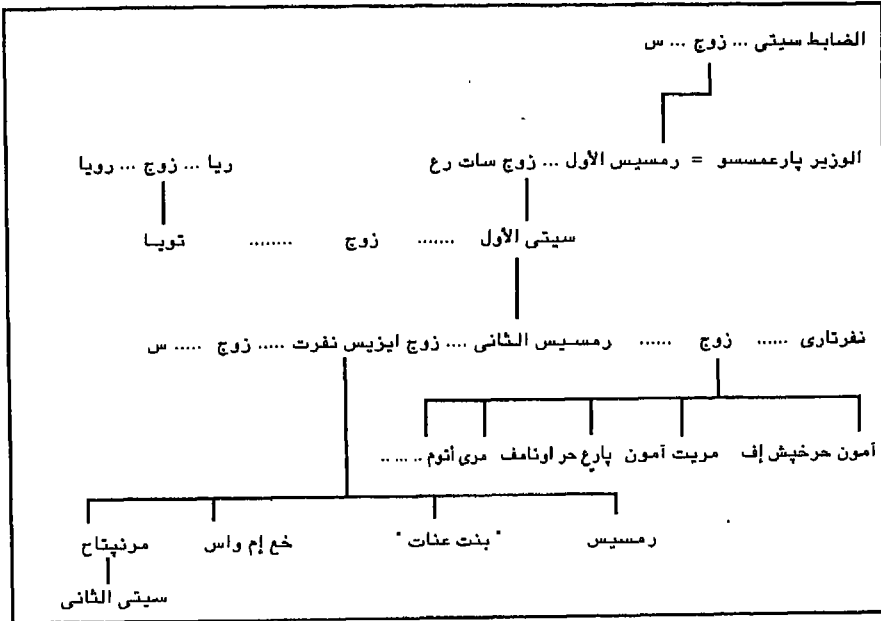 الضابط سيتى ... زوج ... س
الوزير پارعمسسو = رمسيس الأول ... زوج سات رع ريا ... زوج ... رويا
سيتى الأول ....... زوج ........ تويا
نفرتارى ...... زوج ...... رمسيس الثانى .... زوج ايزيس نفرت ..... زوج ..... س
آمون حرخپش إف مريت آمون پارع حر اونامف مرى أتوم .. ... ..
رمسيس " بنت عنات " خع إم واس مرنپتاح
سيتى الثانى